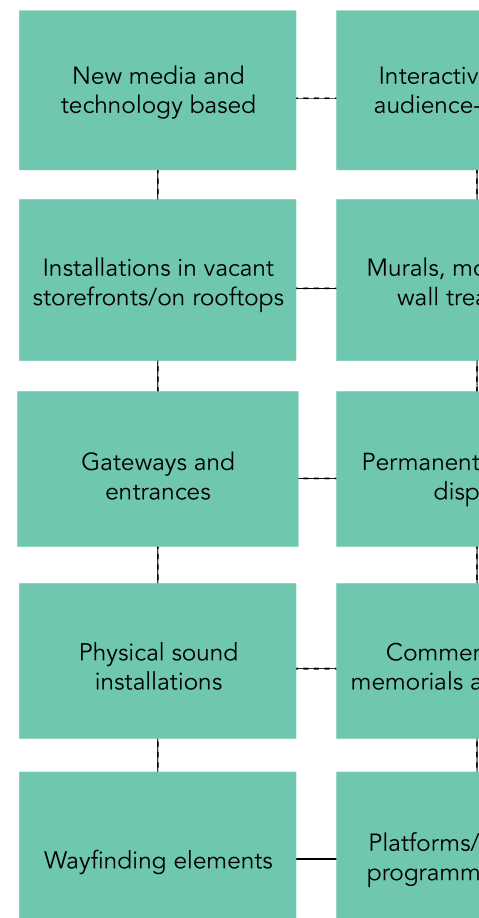 New media and
technology based
Interactiv
audience-
Installations in vacant
storefronts/on rooftops
Murals, mo
wall trea
Gateways and
entrances
Permanent
disp
Physical sound
installations
Comme
memorials a
Wayfinding elements
Platforms/
programm